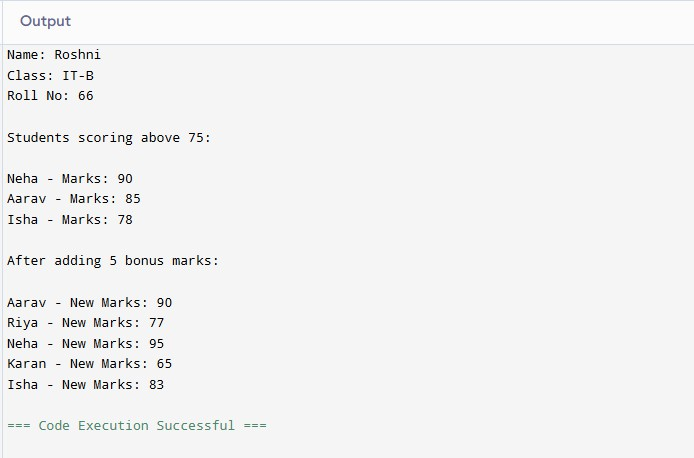 Output
Name: Roshni
Class: IT-B
Roll No: 66
Students scoring above 75:
Neha - Marks: 90
Aarav - Marks: 85
Isha - Marks: 78
After adding 5 bonus marks:
Aarav - New Marks: 90
Riya - New Marks: 77
Neha - New Marks: 95
Karan - New Marks: 65
Isha - New Marks: 83
=== Code Execution Successful ===